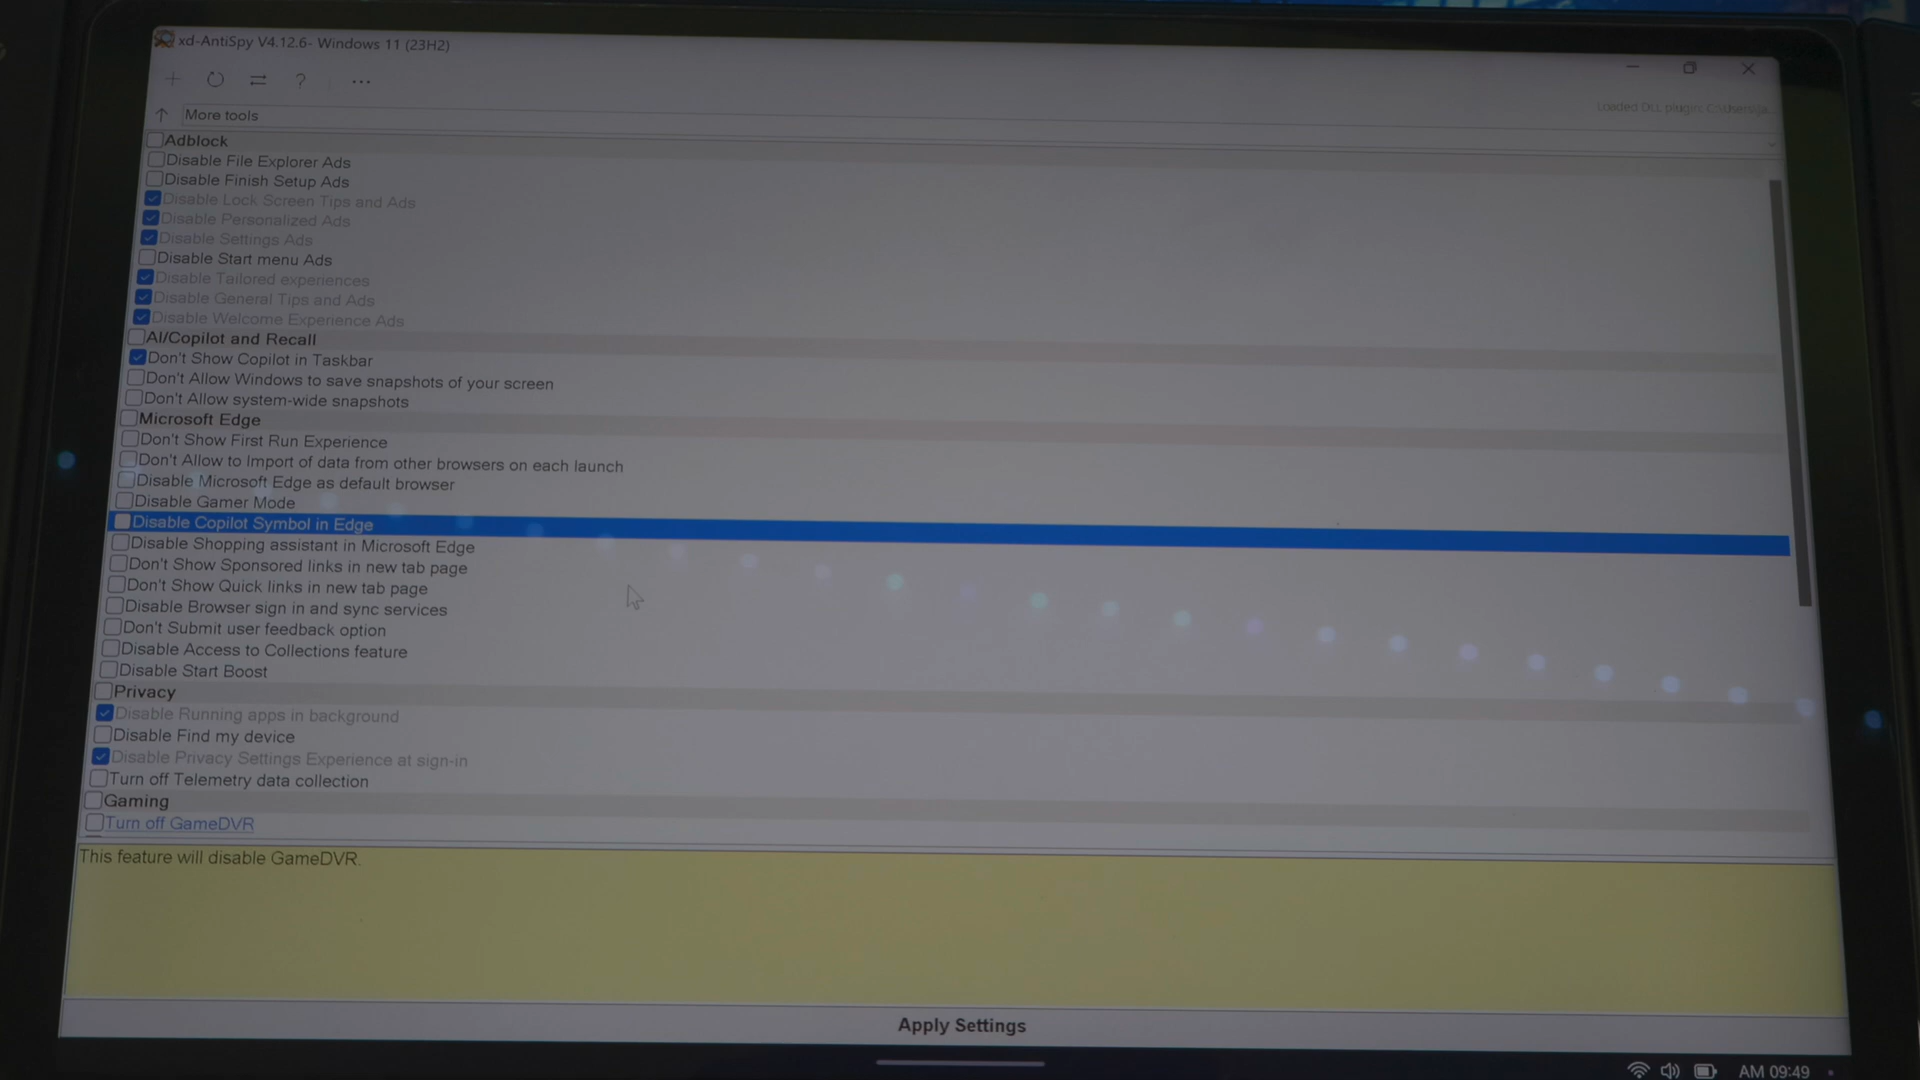 xd-AntiSpy V4.12.6- Windows 11 (23H2)
?
...
Loaded DLL plugin:
More tools
Adblock
Disable File Explorer Ads
Disable Finish Setup Ads
Disable Lock Screen Tips and Ads
Disable Personalized Ads
Disable Settings Ads
Disable Start menu Ads
Disable Tailored experiences
Disable General Tips and Ads
Disable Welcome Experience Ads
AI/Copilot and Recall
Don't Show Copilot in Taskbar
Don't Allow Windows to save snapshots of your screen
Don't Allow system-wide snapshots
Microsoft Edge
Don't Show First Run Experience
Don't Allow to Import of data from other browsers on each launch
Disable Microsoft Edge as default browser
Disable Gamer Mode
Disable Copilot Symbol in Edge
Disable Shopping assistant in Microsoft Edge
Don't Show Sponsored links in new tab page
Don't Show Quick links in new tab page
Disable Browser sign in and sync services
Don't Submit user feedback option
Disable Access to Collections feature
Disable Start Boost
Privacy
Disable Running apps in background
Disable Find my device
Disable Privacy Settings Experience at sign-in
Turn off Telemetry data collection
Gaming
Turn off GameDVR
This feature will disable GameDVR.
Apply Settings
AM 09:49